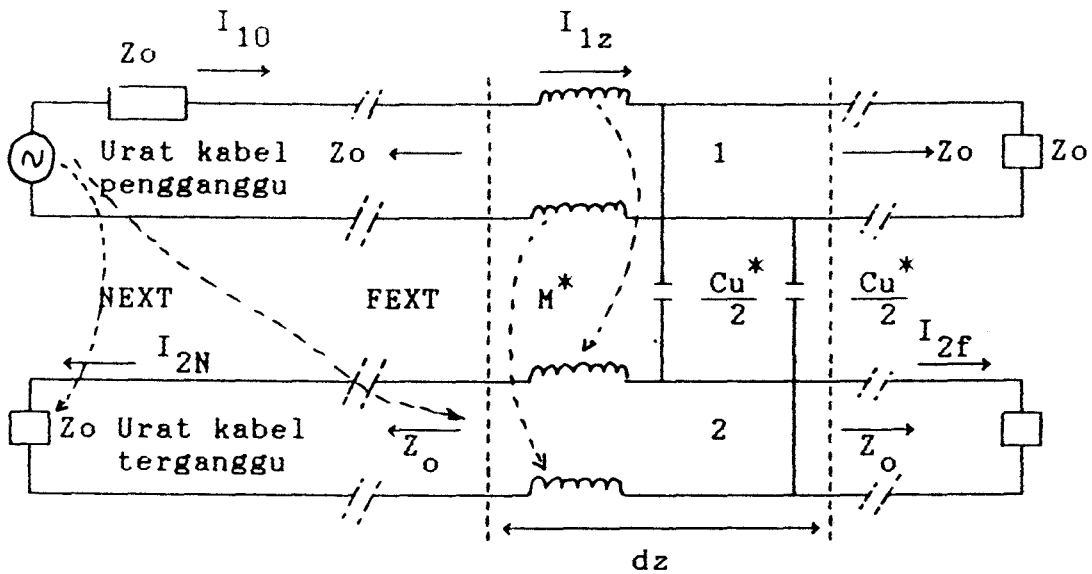 I10
I1z
Zo
Urat kabel
pengganggu
Zo
1
Zo
Zo
NEXT
FEXT
M*
Cu*
2
Cu*
2
I2N
I2f
Zo
Urat kabel
terganggu
Zo
2
Zo
dz